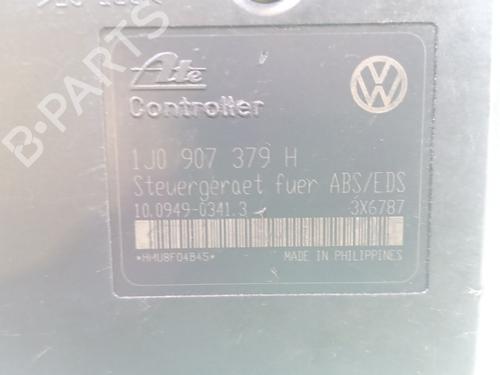 Ate
Controller
1J0 907 379 H
Steuergeraet fuer ABS/EDS
10.0949-0341.3 3X6787
*HMU8F04B45*
MADE IN PHILIPPINES
B-PARTS